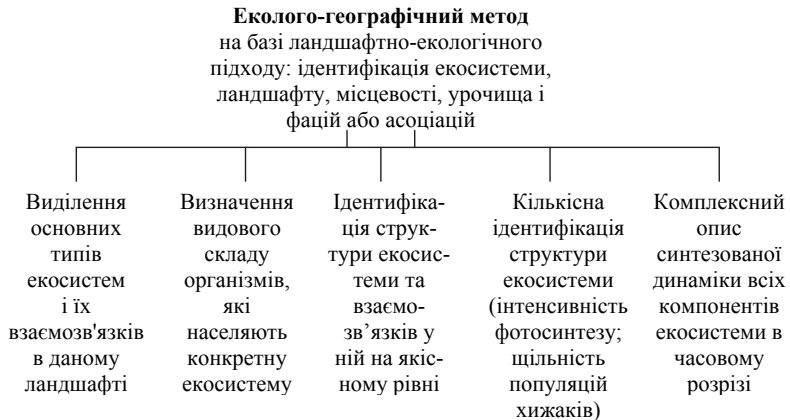 Еколого-географічний метод
на базі ландшафтно-екологічного
підходу: ідентифікація екосистеми,
ландшафту, місцевості, урочища і
фацій або асоціацій
Виділення
основних
типів
екосистем
і їх
взаємозв'язків
в даному
ландшафті
Визначення
видового
складу
організмів,
які
населяють
конкретну
екосистему
Ідентифіка-
ція струк-
тури екосис-
теми та
взаємо-
зв’язків у
ній на якіс-
ному рівні
Кількісна
ідентифікація
структури
екосистеми
(інтенсивність
фотосинтезу;
щільність
популяцій
хижаків)
Комплексний
опис
синтезованої
динаміки всіх
компонентів
екосистеми в
часовому
розрізі